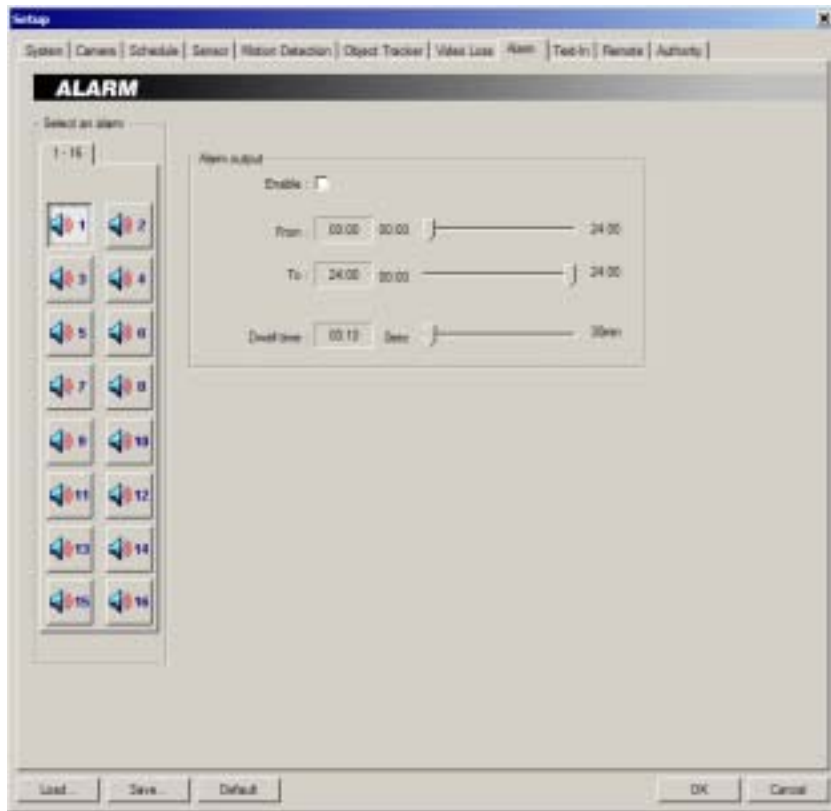 Setup
System Camera Schedule Sensor Motion Detection Object Tracker Video Loss Alarm Text-In Remote Authority
ALARM
Select an alarm
1 - 16
Alarm output
Enable :
1 2
From : 00:00 00:00 24:00
3 4
To : 24:00 00:00 24:00
5 6
Dwell time : 00:10 30min
7 8
9 10
11 12
13 14
15 16
Load... Save... Default OK Cancel